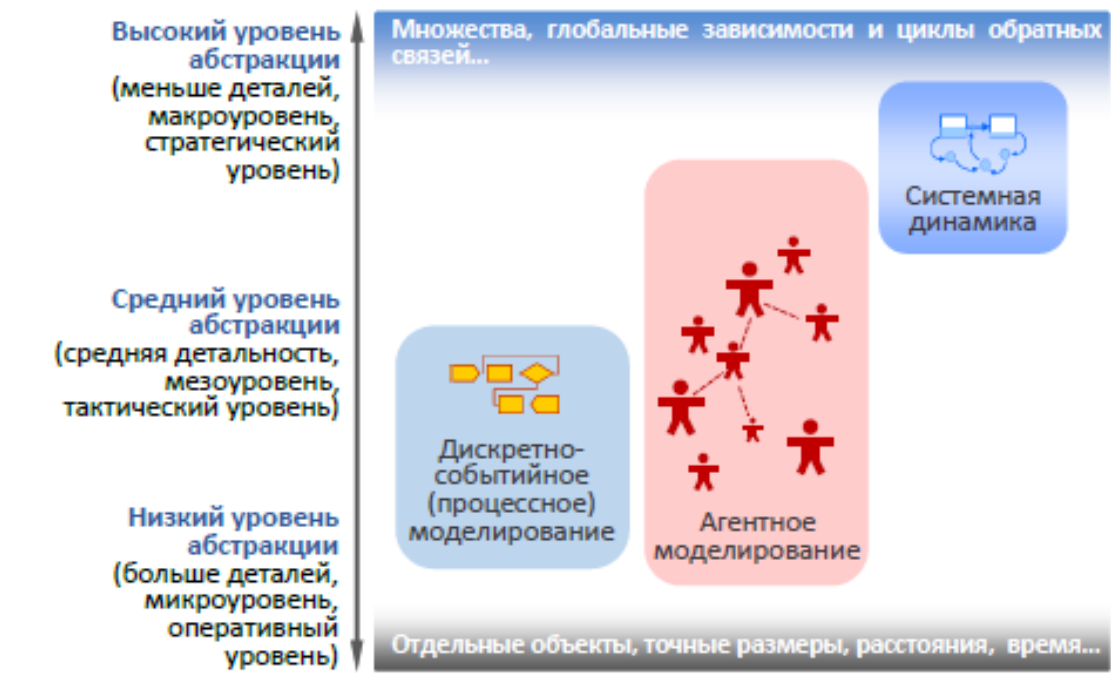 Высокий уровень
абстракции
(меньше деталей,
макроуровень,
стратегический
уровень)
Средний уровень
абстракции
(средняя детальность,
мезоуровень,
тактический уровень)
Низкий уровень
абстракции
(больше деталей,
микроуровень,
оперативный
уровень)
Множества, глобальные зависимости и циклы обратных
связей...
Системная
динамика
Дискретно-
событийное
(процессное)
моделирование
Агентное
моделирование
Отдельные объекты, точные размеры, расстояния, время...